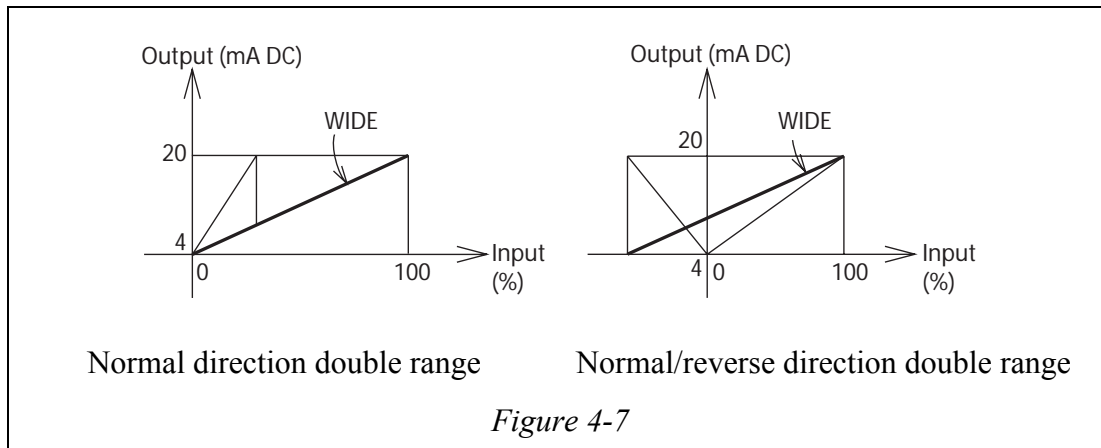 Output (mA DC)
WIDE
20
4
0
100
Input
(%)
Normal direction double range
Output (mA DC)
WIDE
20
4
0
100
Input
(%)
Normal/reverse direction double range
Figure 4-7